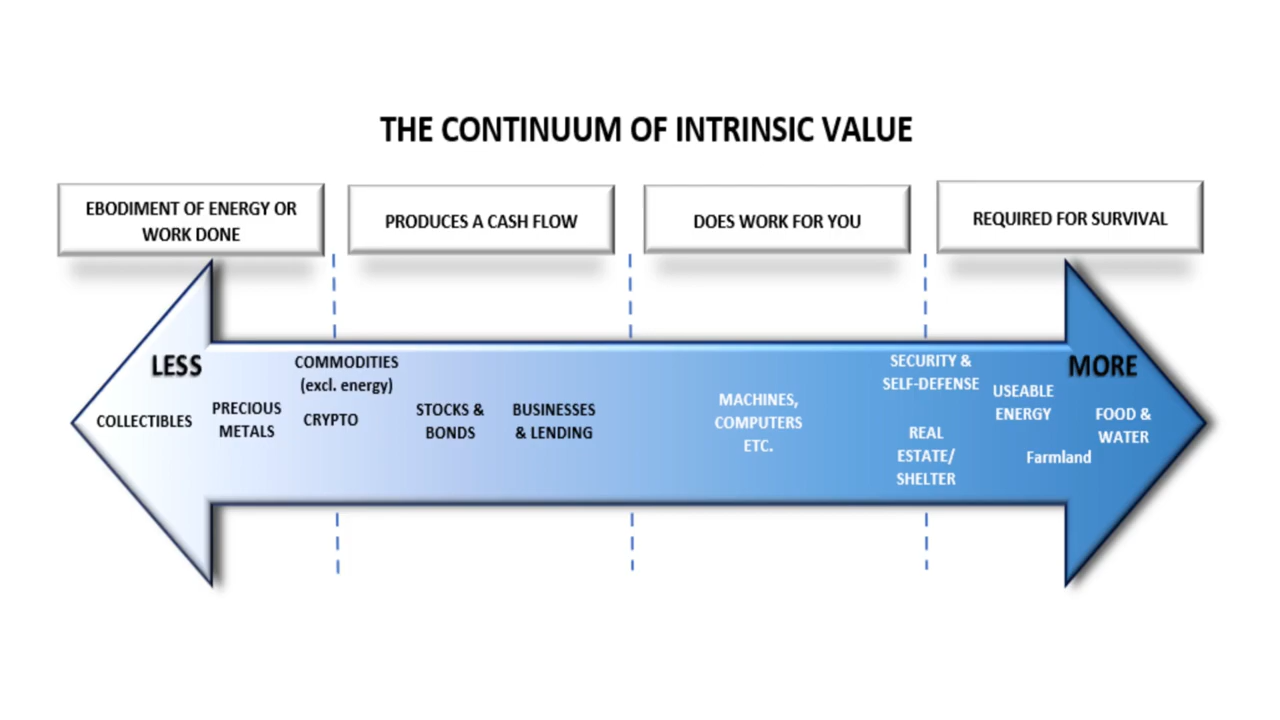 THE CONTINUUM OF INTRINSIC VALUE
EBODIMENT OF ENERGY OR
WORK DONE
PRODUCES A CASH FLOW
DOES WORK FOR YOU
REQUIRED FOR SURVIVAL
LESS
COLLECTIBLES
PRECIOUS
METALS
COMMODITIES
(excl. energy)
CRYPTO
STOCKS &
BONDS
BUSINESSES
& LENDING
MACHINES,
COMPUTERS
ETC.
SECURITY &
SELF-DEFENSE
REAL
ESTATE/
SHELTER
USEABLE
ENERGY
Farmland
MORE
FOOD &
WATER